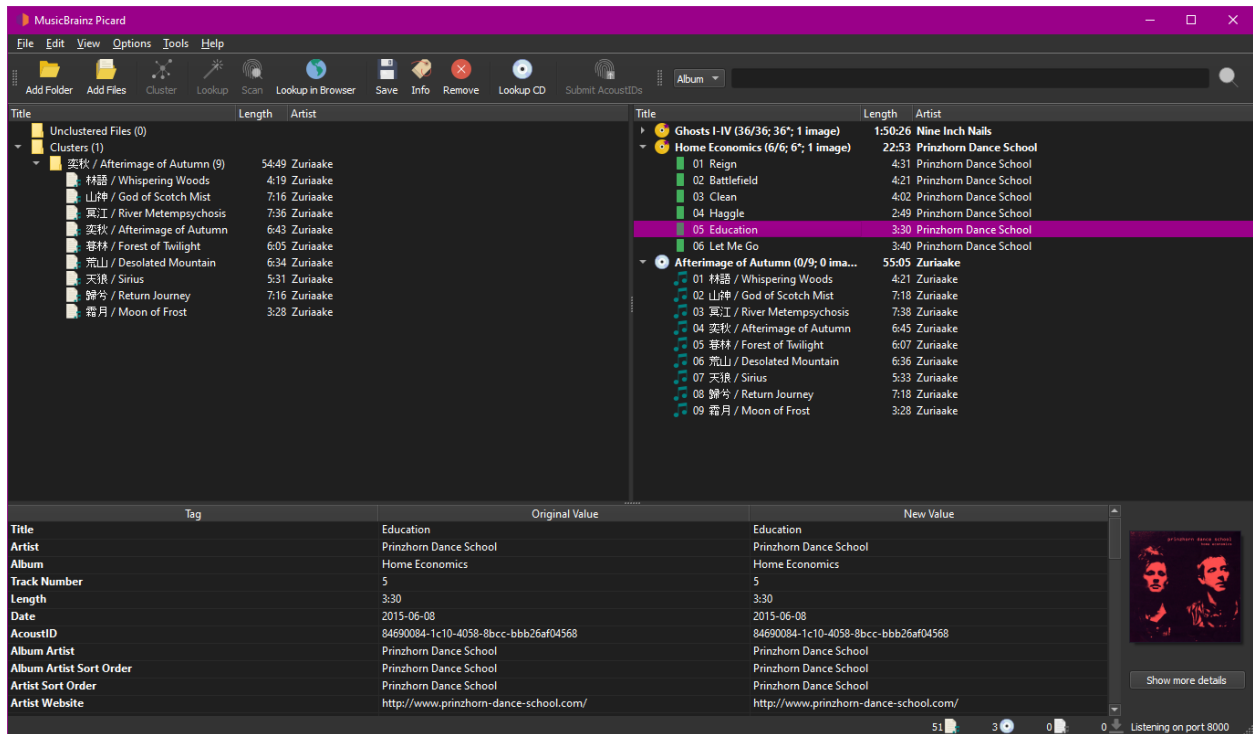 MusicBrainz Picard
File Edit View Options Tools Help
Add Folder Add Files Cluster Lookup Scan Lookup in Browser Save Info Remove Lookup CD Submit AcoustIDs Album
Title Length Artist
Unclustered Files (0)
Clusters (1)
奕秋 / Afterimage of Autumn (9) 54:49 Zuriaake
林語 / Whispering Woods 4:19 Zuriaake
山神 / God of Scotch Mist 7:16 Zuriaake
冥江 / River Metempsychosis 7:36 Zuriaake
奕秋 / Afterimage of Autumn 6:43 Zuriaake
暮林 / Forest of Twilight 6:05 Zuriaake
荒山 / Desolated Mountain 6:34 Zuriaake
天狼 / Sirius 5:31 Zuriaake
歸兮 / Return Journey 7:16 Zuriaake
霜月 / Moon of Frost 3:28 Zuriaake
Title Length Artist
Ghosts I-IV (36/36; 36*; 1 image) 1:50:26 Nine Inch Nails
Home Economics (6/6; 6*; 1 image) 22:53 Prinzhorn Dance School
01 Reign 4:31 Prinzhorn Dance School
02 Battlefield 4:21 Prinzhorn Dance School
03 Clean 4:02 Prinzhorn Dance School
04 Haggle 2:49 Prinzhorn Dance School
05 Education 3:30 Prinzhorn Dance School
06 Let Me Go 3:40 Prinzhorn Dance School
Afterimage of Autumn (0/9; 0 ima... 55:05 Zuriaake
01 林語 / Whispering Woods 4:21 Zuriaake
02 山神 / God of Scotch Mist 7:18 Zuriaake
03 冥江 / River Metempsychosis 7:38 Zuriaake
04 奕秋 / Afterimage of Autumn 6:45 Zuriaake
05 暮林 / Forest of Twilight 6:07 Zuriaake
06 荒山 / Desolated Mountain 6:36 Zuriaake
07 天狼 / Sirius 5:33 Zuriaake
08 歸兮 / Return Journey 7:18 Zuriaake
09 霜月 / Moon of Frost 3:28 Zuriaake
Tag Original Value New Value
Title Education Education
Artist Prinzhorn Dance School Prinzhorn Dance School
Album Home Economics Home Economics
Track Number 5 5
Length 3:30 3:30
Date 2015-06-08 2015-06-08
AcoustID 84690084-1c10-4058-8bcc-bbb26af04568 84690084-1c10-4058-8bcc-bbb26af04568
Album Artist Prinzhorn Dance School Prinzhorn Dance School
Album Artist Sort Order Prinzhorn Dance School Prinzhorn Dance School
Artist Sort Order Prinzhorn Dance School Prinzhorn Dance School
Artist Website http://www.prinzhorn-dance-school.com/ http://www.prinzhorn-dance-school.com/
prinzhorn dance school
home economics
Show more details
51 3 0 0 Listening on port 8000